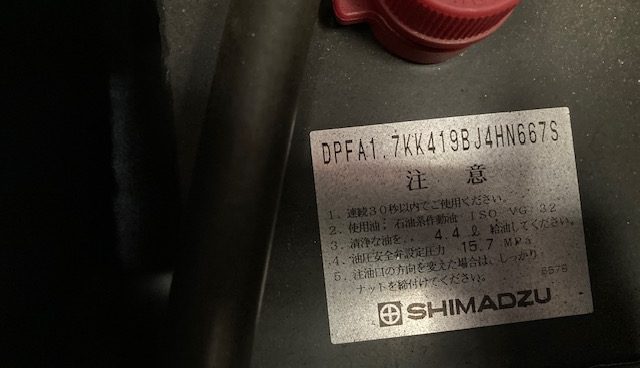 DPFA1.7KK419BJ4HN667S
注意
1. 連続30秒以内でご使用ください。
2. 使用油；石油系作動油 ISO VG 32
3. 清浄な油を、 4.4 ℓ 給油してください。
4. 油圧安全弁設定圧力 15.7 MPa
5. 注油口の方向を変えた場合は、しっかり
ナットを締付けてください。
SHIMADZU